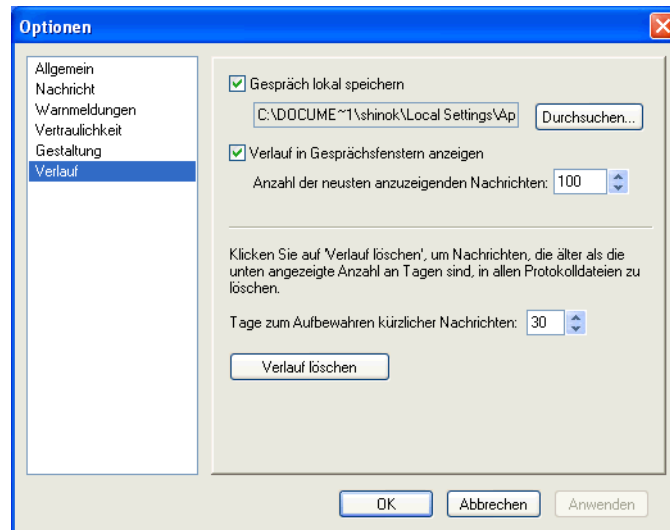 Optionen
Allgemein
Nachricht
Warnmeldungen
Vertraulichkeit
Gestaltung
Verlauf
Gespräch lokal speichern
C:\DOCUME~1\shinok\Local Settings\Ap
Durchsuchen...
Verlauf in Gesprächsfenstern anzeigen
Anzahl der neusten anzuzeigenden Nachrichten: 100
Klicken Sie auf 'Verlauf löschen', um Nachrichten, die älter als die
unten angezeigte Anzahl an Tagen sind, in allen Protokolldateien zu
löschen.
Tage zum Aufbewahren kürzlicher Nachrichten: 30
Verlauf löschen
OK Abbrechen Anwenden